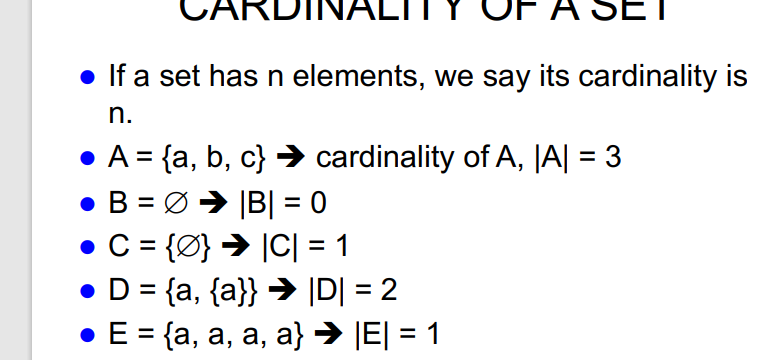 CARDINALITY OF A SET
● If a set has n elements, we say its cardinality is
n.
● A = {a, b, c} ➔ cardinality of A, |A| = 3
● B = ∅ ➔ |B| = 0
● C = {∅} ➔ |C| = 1
● D = {a, {a}} ➔ |D| = 2
● E = {a, a, a, a} ➔ |E| = 1